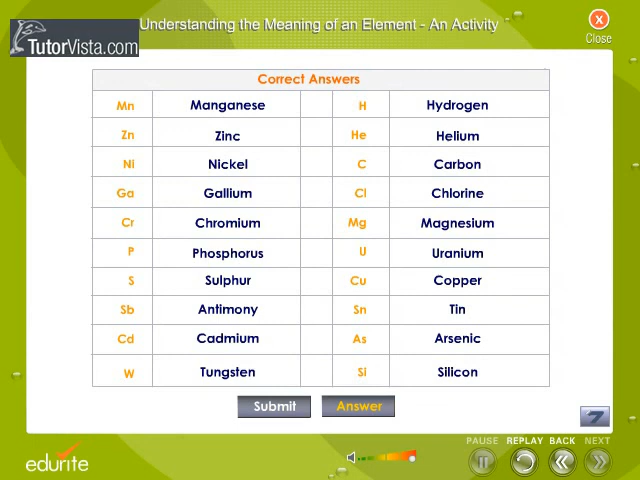 Understanding the Meaning of an Element - An Activity
Close
TutorVista.com
Correct Answers
Mn Manganese H Hydrogen
Zn Zinc He Helium
Ni Nickel C Carbon
Ga Gallium Cl Chlorine
Cr Chromium Mg Magnesium
P Phosphorus U Uranium
S Sulphur Cu Copper
Sb Antimony Sn Tin
Cd Cadmium As Arsenic
W Tungsten Si Silicon
Submit Answer
7
PAUSE REPLAY BACK NEXT
edurite